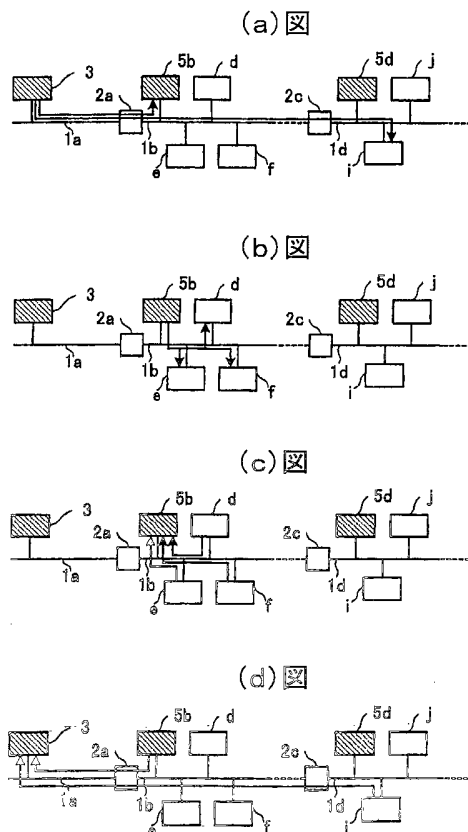 (a)図
3 2a 5b d 2c 5d j
1a 1b 1d
e f i
(b)図
3 2a 5b d 2c 5d j
1a 1b 1d
e f i
(c)図
3 2a 5b d 2c 5d j
1a 1b 1d
e f i
(d)図
3 2a 5b d 2c 5d j
1a 1b 1d
e f i